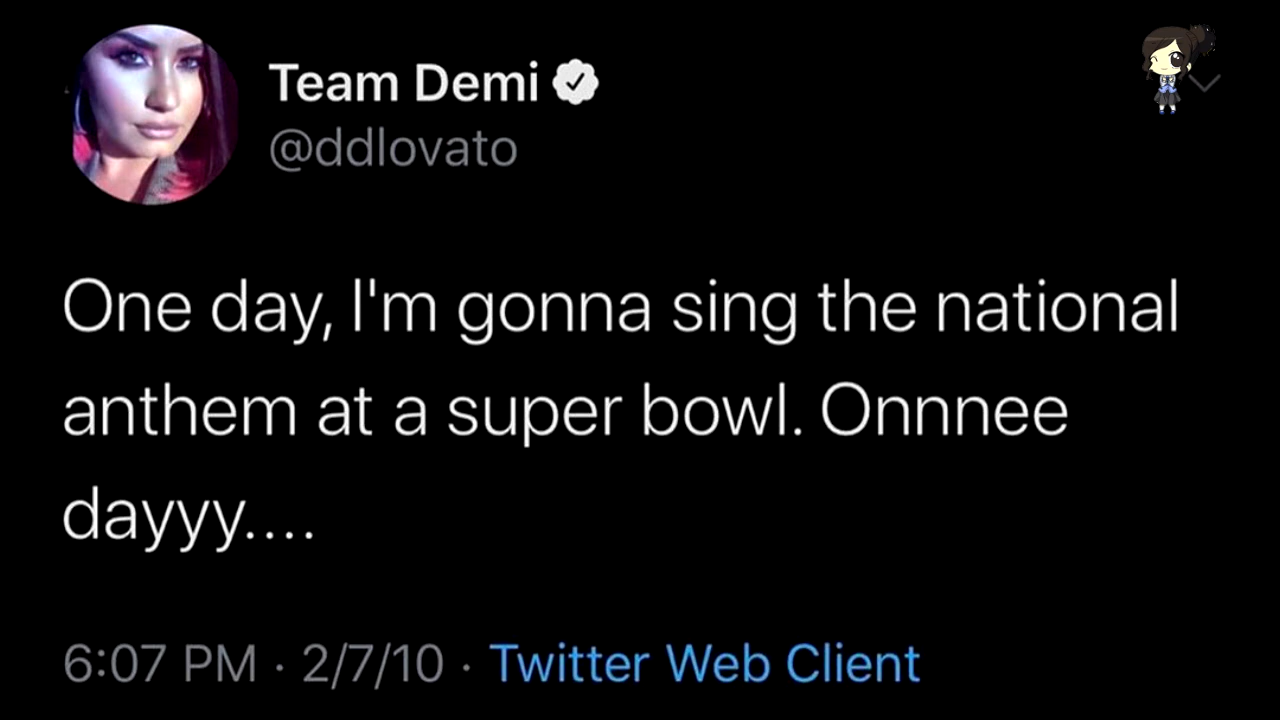 Team Demi
@ddlovato
One day, I'm gonna sing the national
anthem at a super bowl. Onnnee
dayyy....
6:07 PM · 2/7/10 · Twitter Web Client